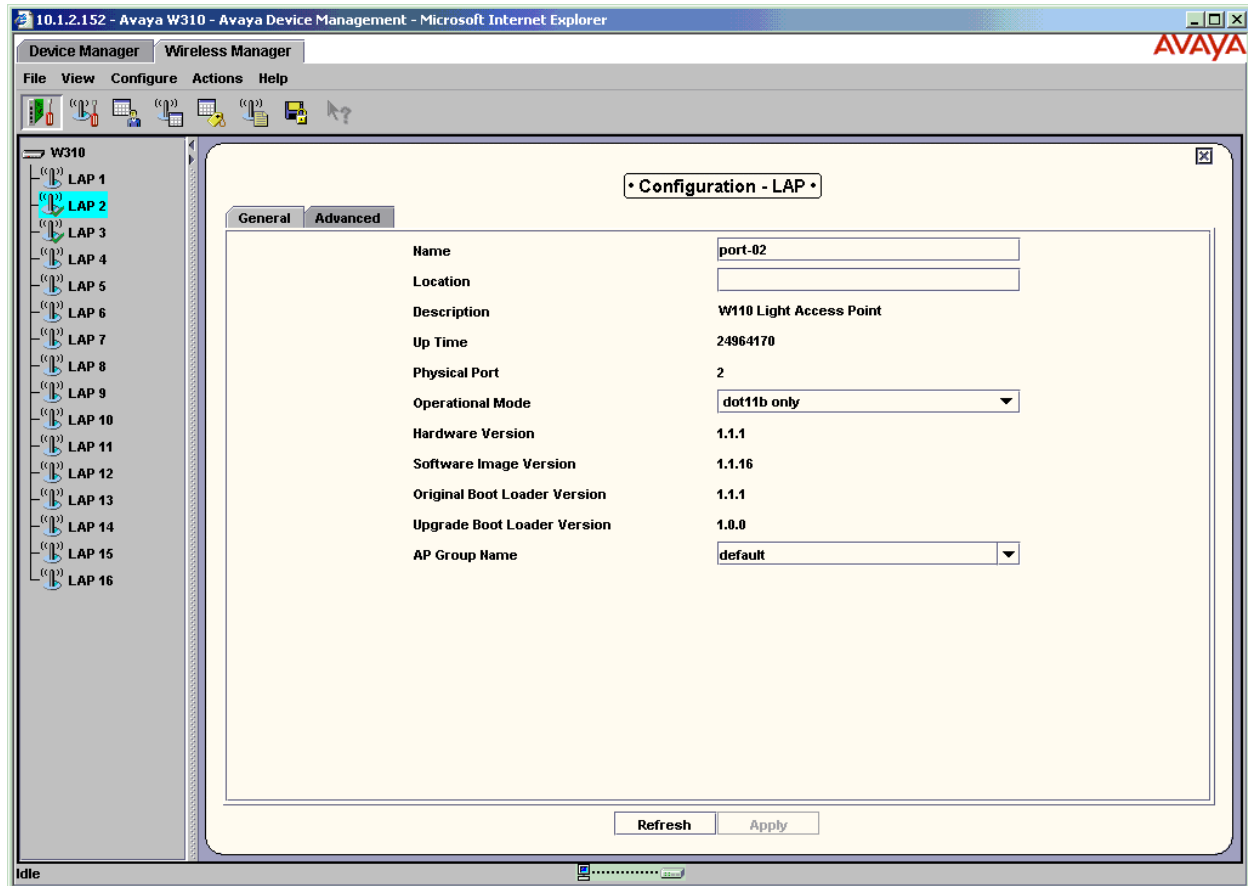 10.1.2.152 - Avaya W310 - Avaya Device Management - Microsoft Internet Explorer
Device Manager Wireless Manager
AVAYA
File View Configure Actions Help
W310
LAP 1
LAP 2
LAP 3
LAP 4
LAP 5
LAP 6
LAP 7
LAP 8
LAP 9
LAP 10
LAP 11
LAP 12
LAP 13
LAP 14
LAP 15
LAP 16
• Configuration - LAP •
General Advanced
Name port-02
Location
Description W110 Light Access Point
Up Time 24964170
Physical Port 2
Operational Mode dot11b only
Hardware Version 1.1.1
Software Image Version 1.1.16
Original Boot Loader Version 1.1.1
Upgrade Boot Loader Version 1.0.0
AP Group Name default
Refresh Apply
Idle